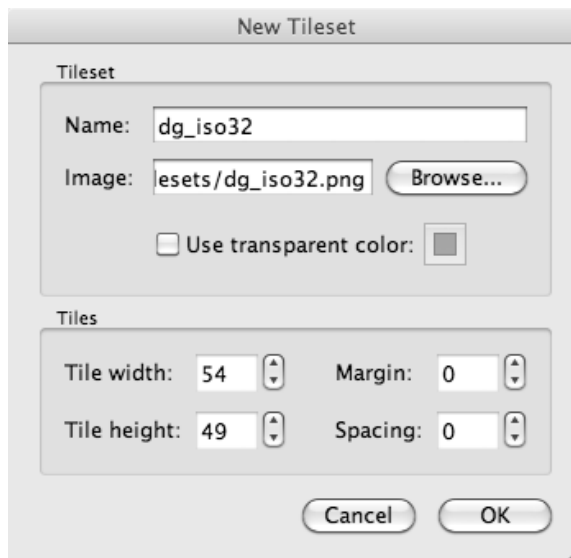 New Tileset
Tileset
Name: dg_iso32
Image: lesets/dg_iso32.png Browse...
Use transparent color:
Tiles
Tile width: 54 Margin: 0
Tile height: 49 Spacing: 0
Cancel OK